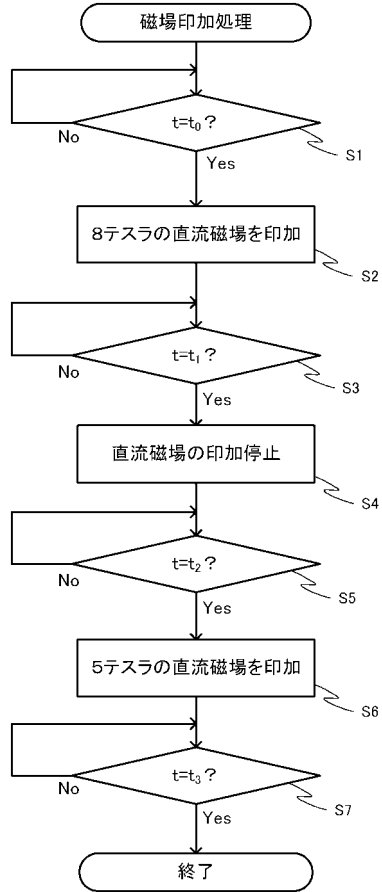 磁場印加処理
t=t₀?
No
S1
Yes
8テスラの直流磁場を印加
S2
t=t₁?
No
S3
Yes
直流磁場の印加停止
S4
t=t₂?
No
S5
Yes
5テスラの直流磁場を印加
S6
t=t₃?
No
S7
Yes
終了